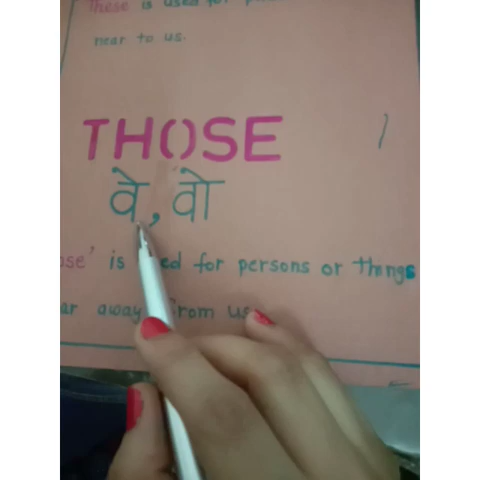 These is used for
near to us.
THOSE
वे, वो
ose' is ed for persons or things
ar away from us